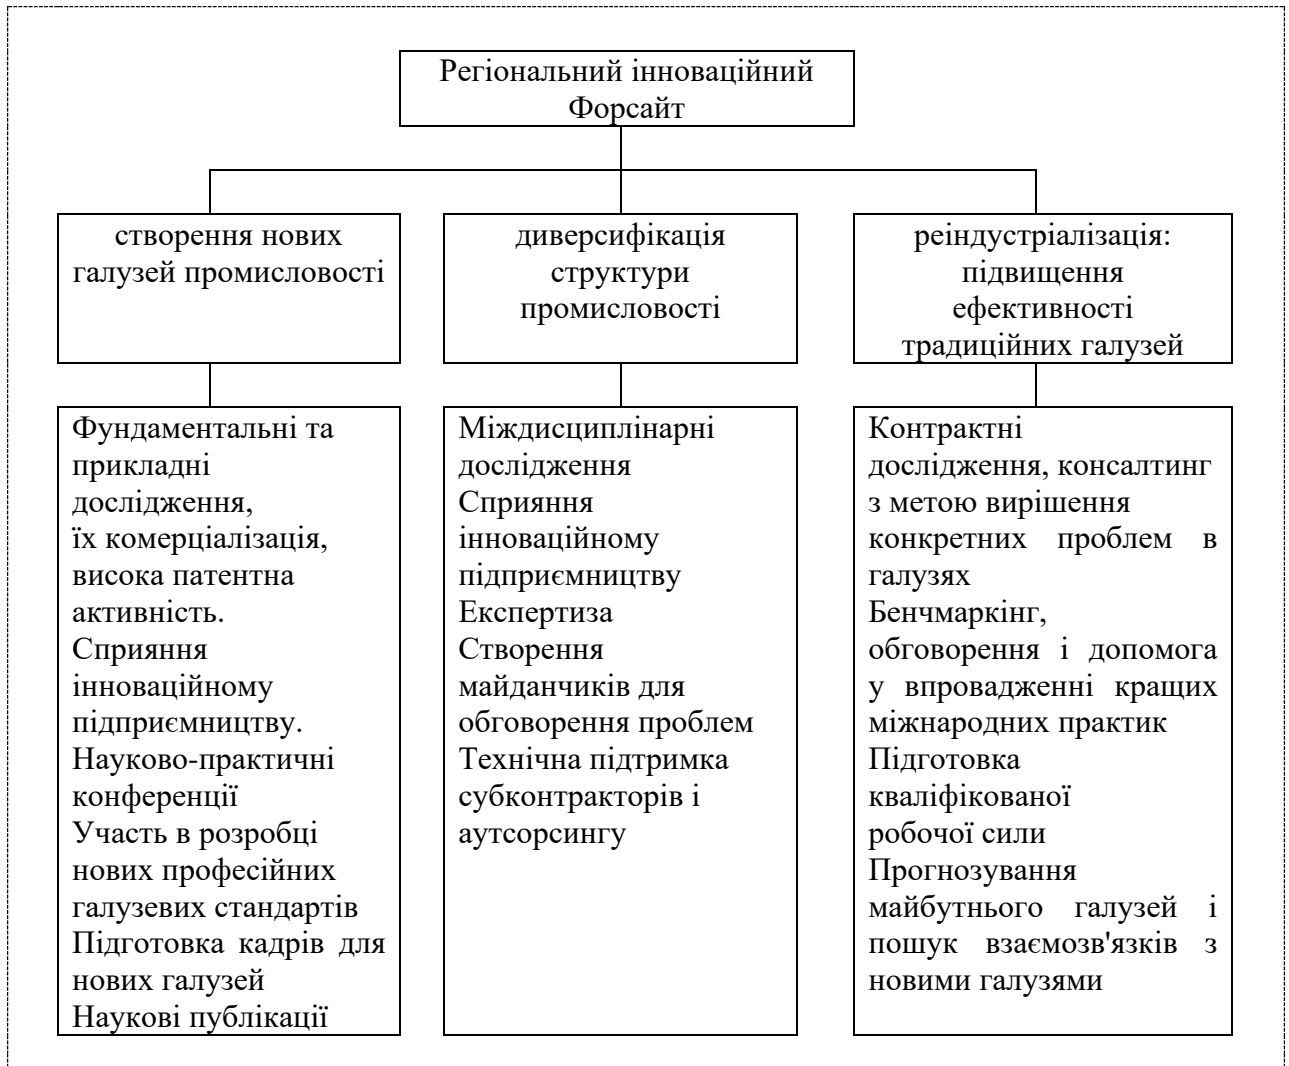 Регіональний інноваційний
Форсайт
створення нових
галузей промисловості
диверсифікація
структури
промисловості
реіндустріалізація:
підвищення
ефективності
традиційних галузей
Фундаментальні та
прикладні
дослідження,
їх комерціалізація,
висока патентна
активність.
Сприяння
інноваційному
підприємництву.
Науково-практичні
конференції
Участь в розробці
нових професійних
галузевих стандартів
Підготовка кадрів для
нових галузей
Наукові публікації
Міждисциплінарні
дослідження
Сприяння
інноваційному
підприємництву
Експертиза
Створення
майданчиків для
обговорення проблем
Технічна підтримка
субконтракторів і
аутсорсингу
Контрактні
дослідження, консалтинг
з метою вирішення
конкретних проблем в
галузях
Бенчмаркінг,
обговорення і допомога
у впровадженні кращих
міжнародних практик
Підготовка
кваліфікованої
робочої сили
Прогнозування
майбутнього галузей і
пошук взаємозв'язків з
новими галузями